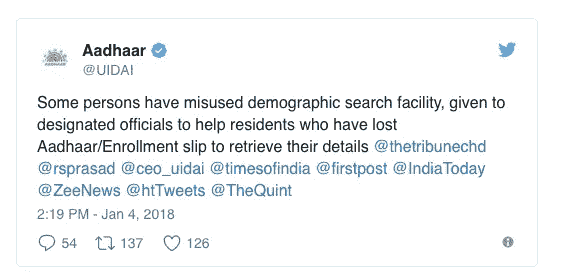 Aadhaar
@UIDAI
Some persons have misused demographic search facility, given to
designated officials to help residents who have lost
Aadhaar/Enrollment slip to retrieve their details @thetribunechd
@rsprasad @ceo_uidai @timesofindia @firstpost @IndiaToday
@ZeeNews @htTweets @TheQuint
2:19 PM - Jan 4, 2018
54 137 126